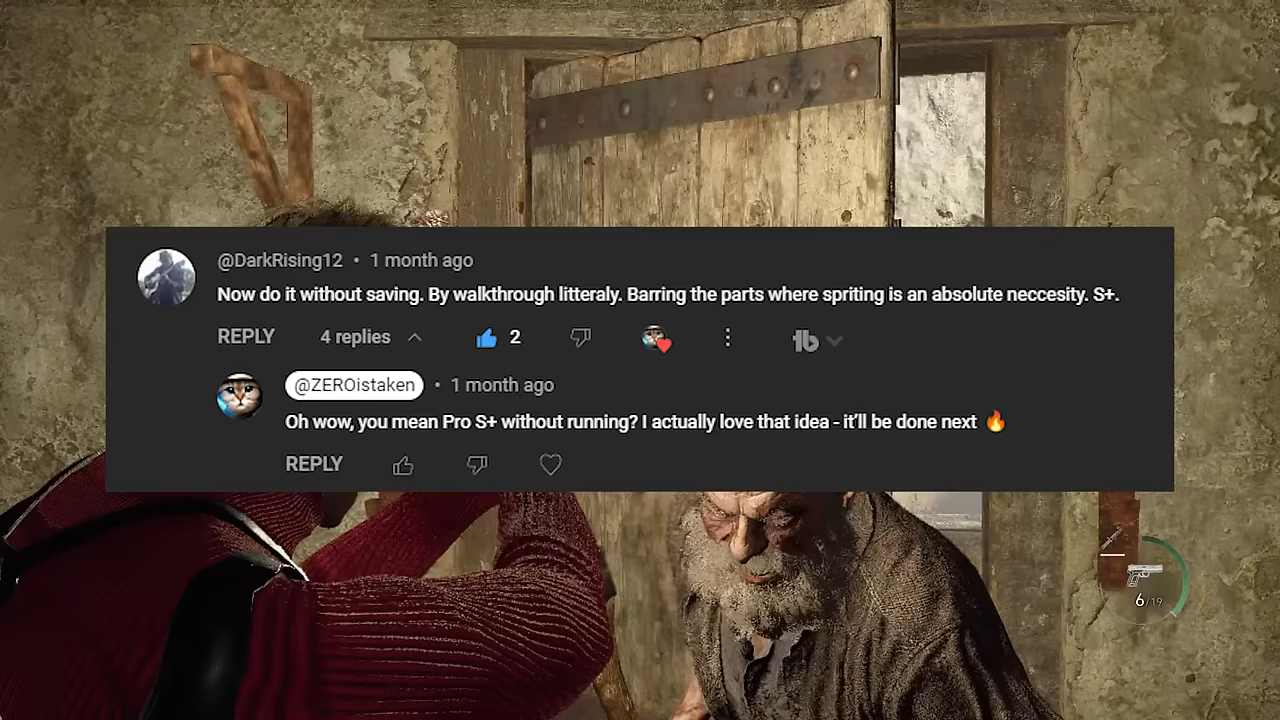 @DarkRising12 • 1 month ago
Now do it without saving. By walkthrough litteraly. Barring the parts where spriting is an absolute neccesity. S+.
REPLY 4 replies 2
@ZEROistaken • 1 month ago
Oh wow, you mean Pro S+ without running? I actually love that idea - it'll be done next 🔥
REPLY
6/19